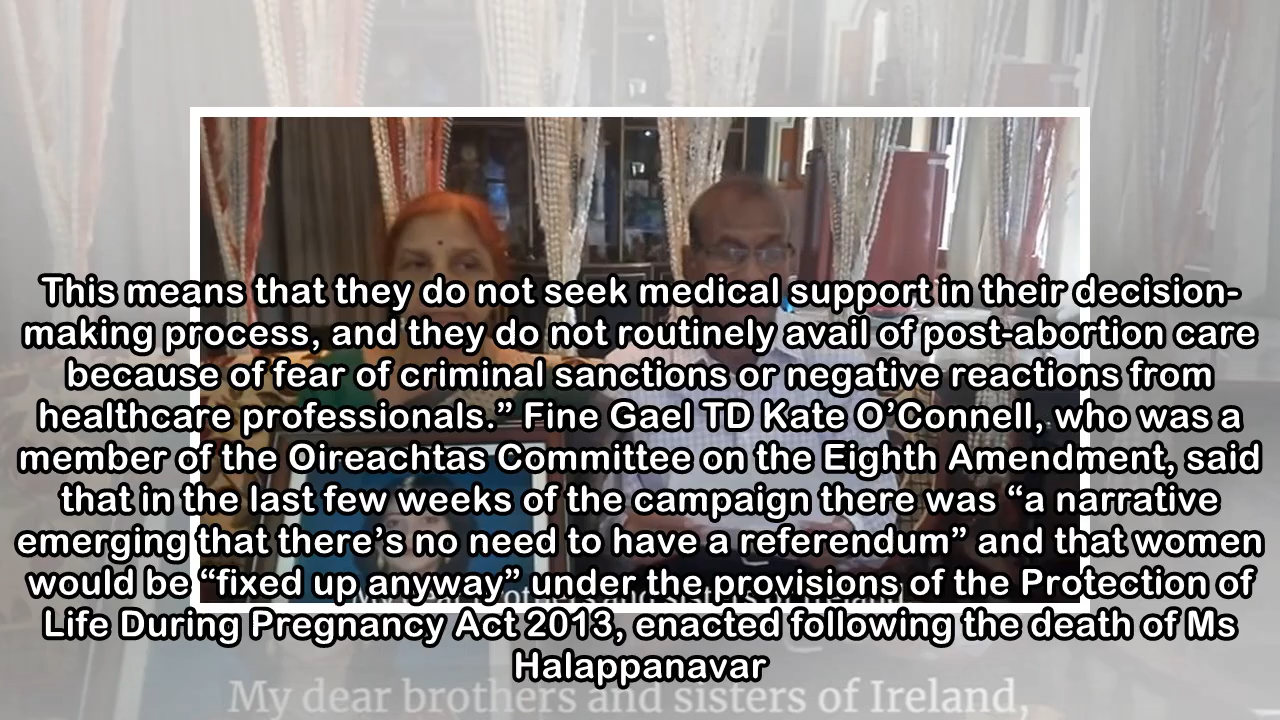 This means that they do not seek medical support in their decision-
making process, and they do not routinely avail of post-abortion care
because of fear of criminal sanctions or negative reactions from
healthcare professionals.” Fine Gael TD Kate O’Connell, who was a
member of the Oireachtas Committee on the Eighth Amendment, said
that in the last few weeks of the campaign there was “a narrative
emerging that there’s no need to have a referendum” and that women
would be “fixed up anyway” under the provisions of the Protection of
Life During Pregnancy Act 2013, enacted following the death of Ms
Halappanavar
My dear brothers and sisters of Ireland,